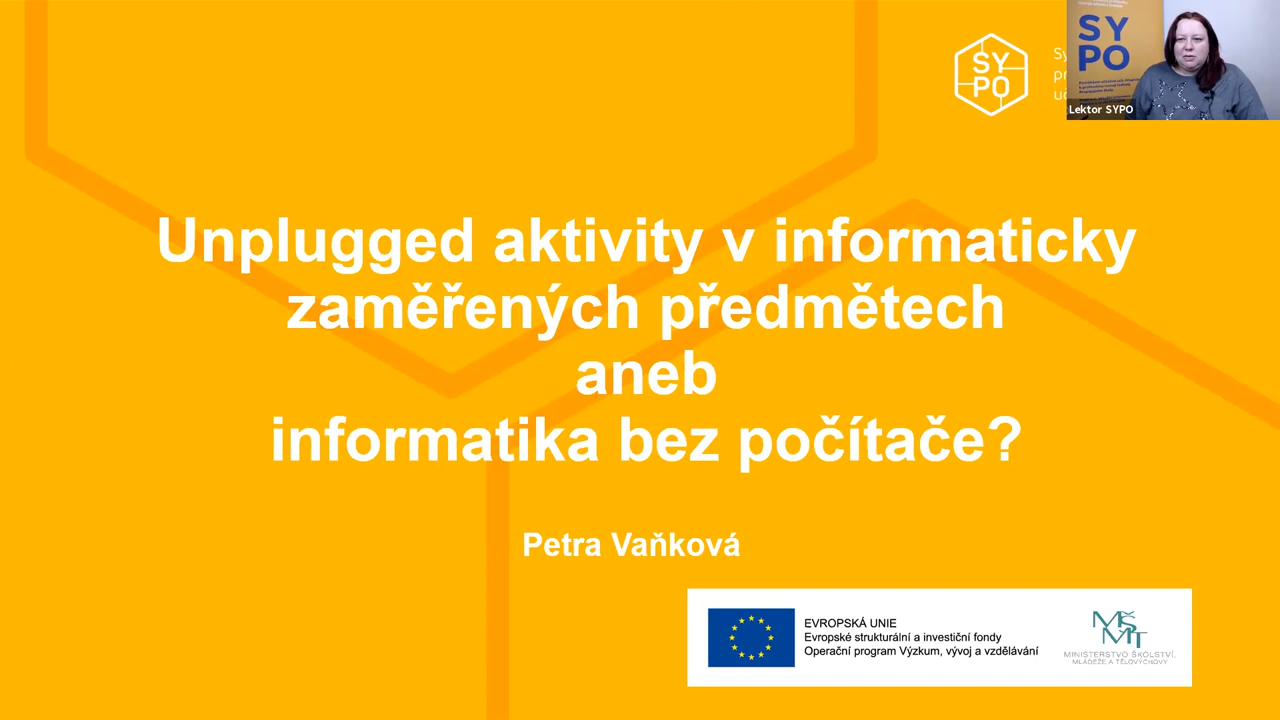 SY
PO
SY
PO
Lektor SYPO
Unplugged aktivity v informaticky
zaměřených předmětech
aneb
informatika bez počítače?
Petra Vaňková
EVROPSKÁ UNIE
Evropské strukturální a investiční fondy
Operační program Výzkum, vývoj a vzdělávání
MŠMT
MINISTERSTVO ŠKOLSTVÍ,
MLÁDEŽE A TĚLOVÝCHOVY